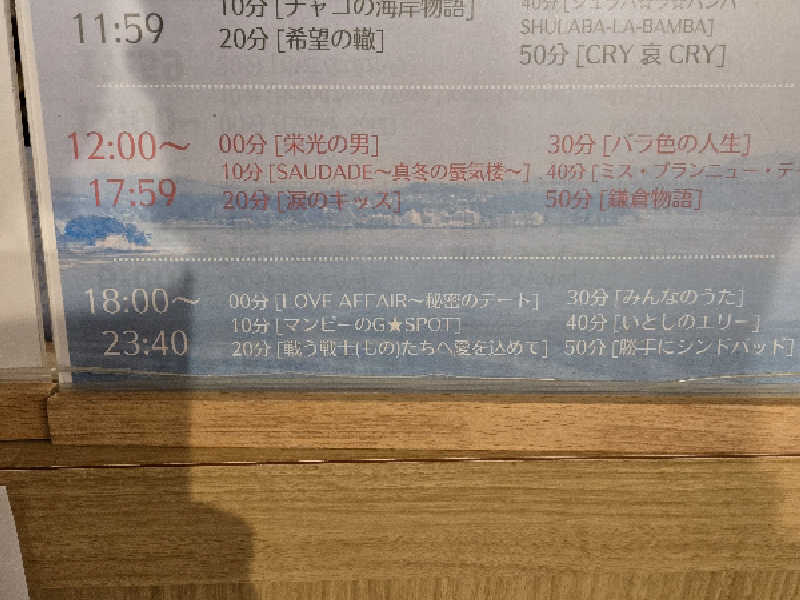 11:59
10分 [チャコの海岸物語]
20分 [希望の轍]
40分
SHULABA-LA-BAMBA]
50分 [CRY 哀 CRY]
12:00～
17:59
00分 [栄光の男]
10分 [SAUDADE～真冬の蜃気楼～]
20分 [涙のキッス]
30分 [バラ色の人生]
40分 [ミス・ブランニュー・デ
50分 [鎌倉物語]
18:00～
23:40
00分 [LOVE AFFAIR～秘密のデート]
10分 [マンピーのG★SPOT]
20分 [戦う戦士(もの)たちへ愛を込めて]
30分 [みんなのうた]
40分 [いとしのエリー]
50分 [勝手にシンドバッド]